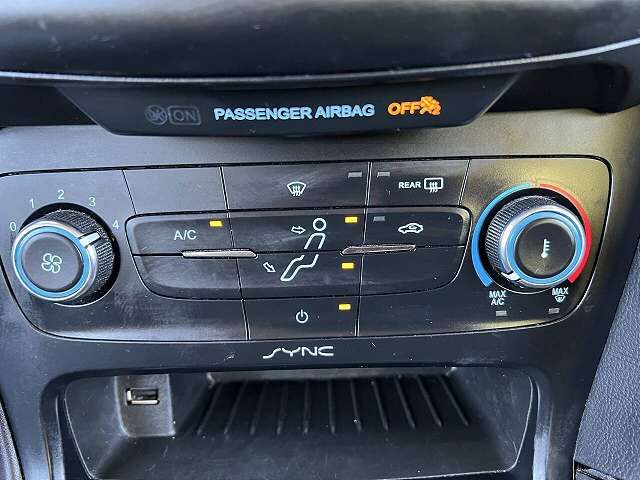 ON PASSENGER AIRBAG OFF
REAR
0 1 2 3 4
A/C
MAX A/C
MAX
SYNC